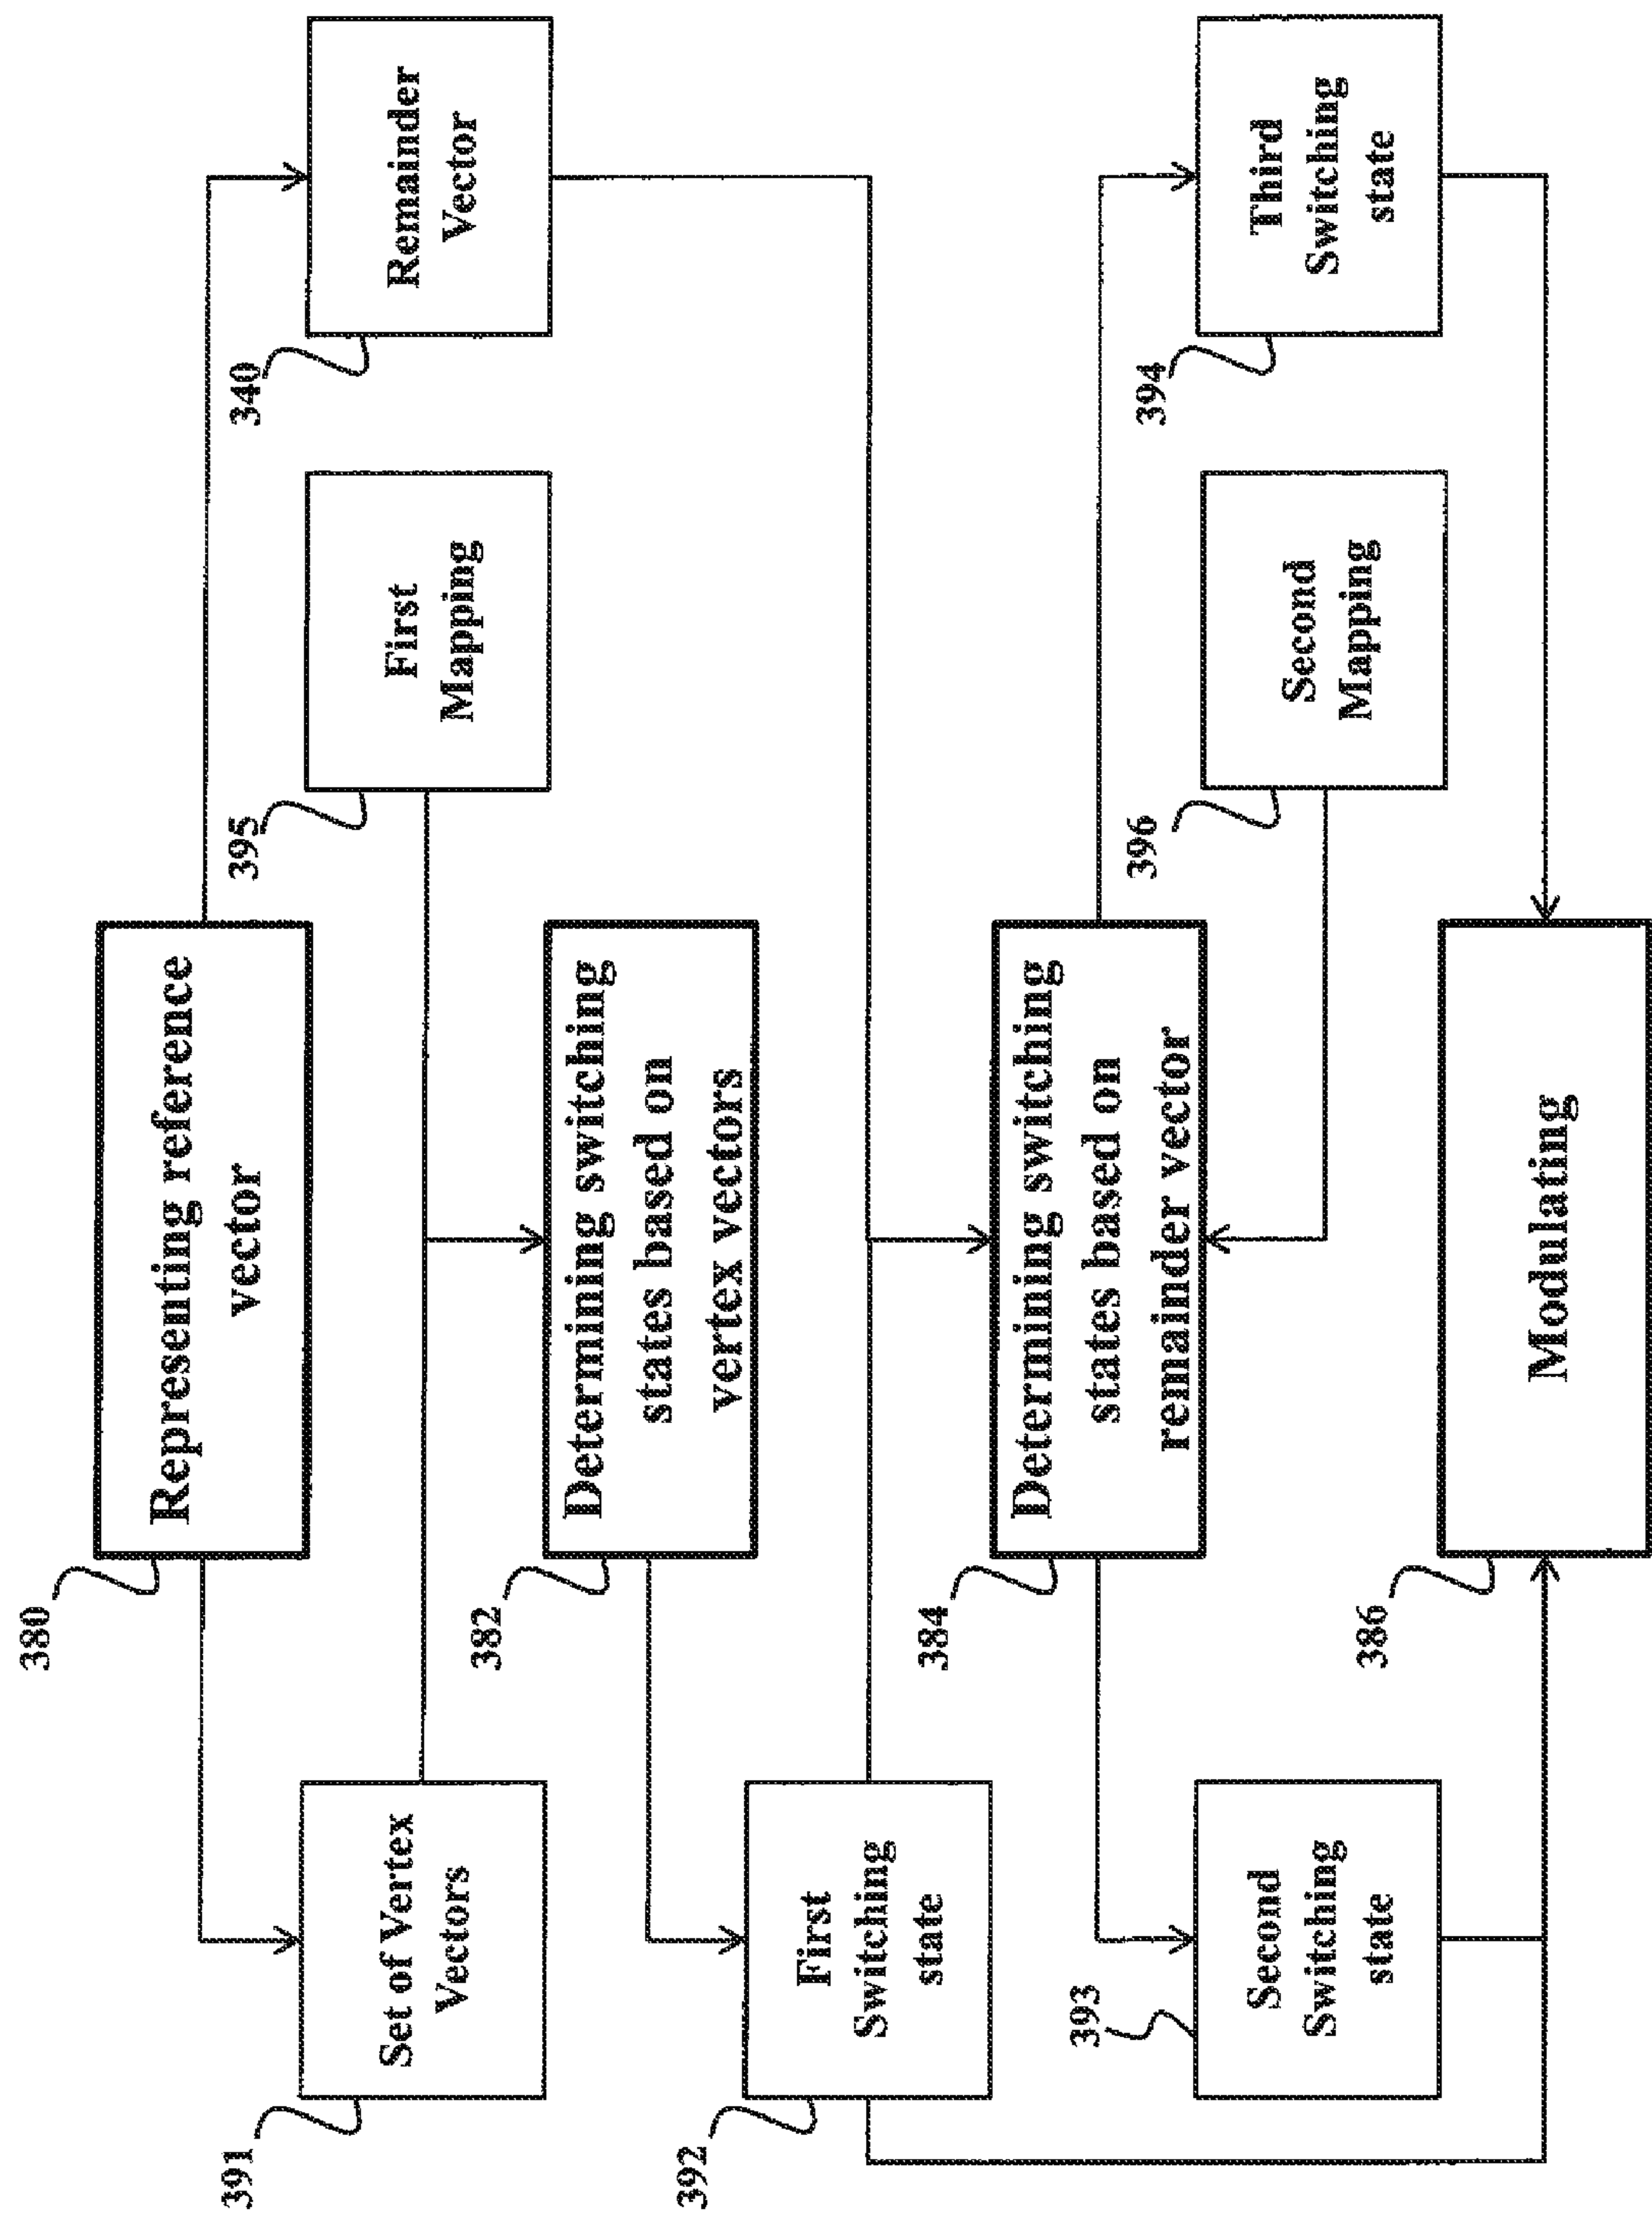 380
Representing reference
vector
391
Set of Vertex
Vectors
395
First
Mapping
340
Remainder
Vector
382
Determining switching
states based on
vertex vectors
392
First
Switching
state
384
Determining switching
states based on
remainder vector
393
Second
Switching
state
396
Second
Mapping
394
Third
Switching
state
386
Modulating